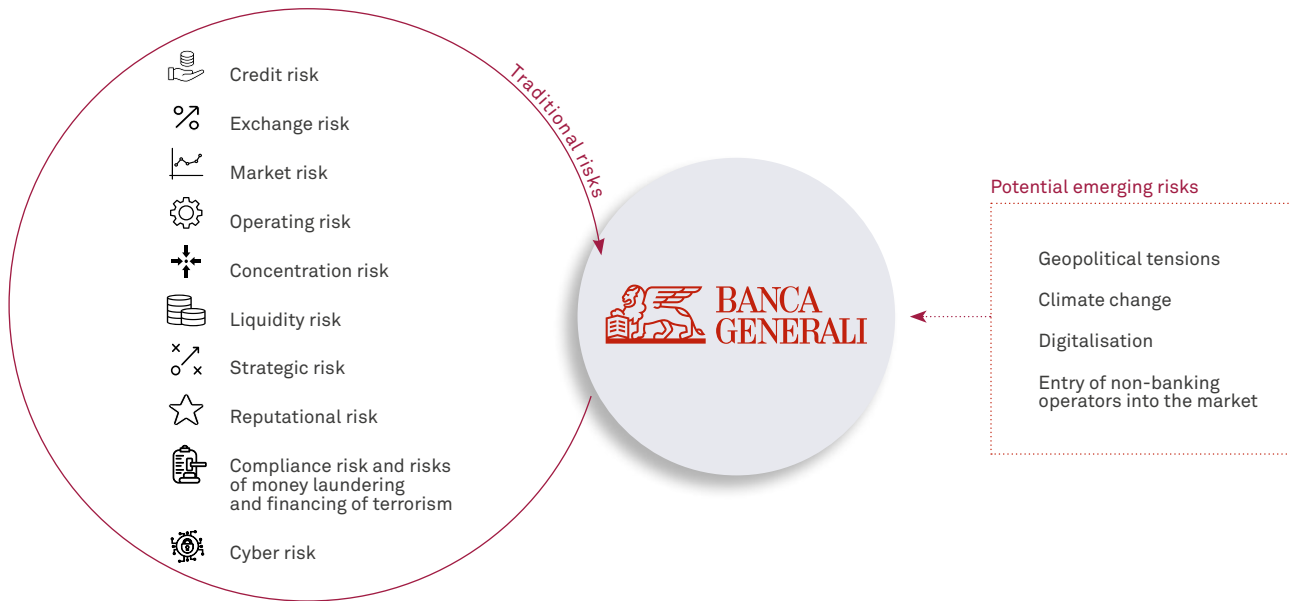 Traditional risks
Credit risk
Exchange risk
Market risk
Operating risk
Concentration risk
Liquidity risk
Strategic risk
Reputational risk
Compliance risk and risks
of money laundering
and financing of terrorism
Cyber risk
BANCA
GENERALI
Potential emerging risks
Geopolitical tensions
Climate change
Digitalisation
Entry of non-banking
operators into the market